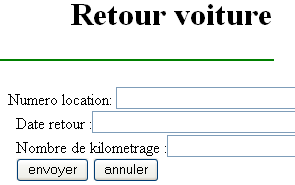 Retour voiture
Numero location:
Date retour :
Nombre de kilometrage :
envoyer annuler